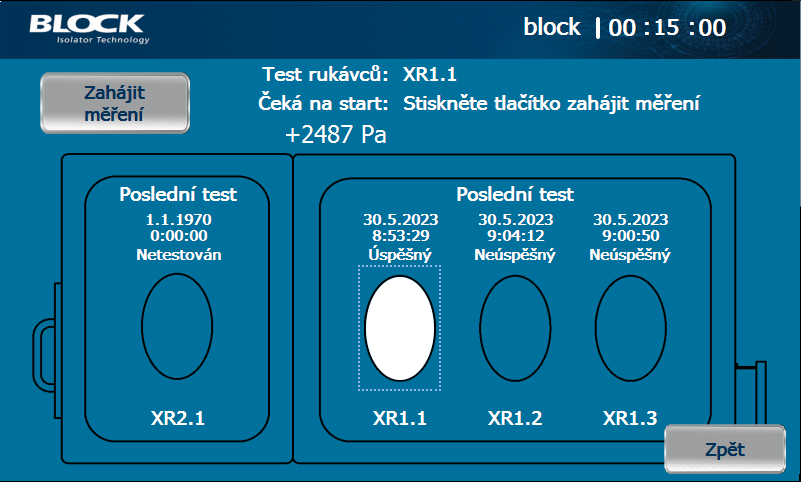 BLOCK
Isolator Technology
block | 00 : 15 : 00
Zahájit
měření
Test rukávců: XR1.1
Čeká na start: Stiskněte tlačítko zahájit měření
+2487 Pa
Poslední test
1.1.1970
0:00:00
Netestován
XR2.1
Poslední test
30.5.2023 30.5.2023 30.5.2023
8:53:29 9:04:12 9:00:50
Úspěšný Neúspěšný Neúspěšný
XR1.1 XR1.2 XR1.3
Zpět